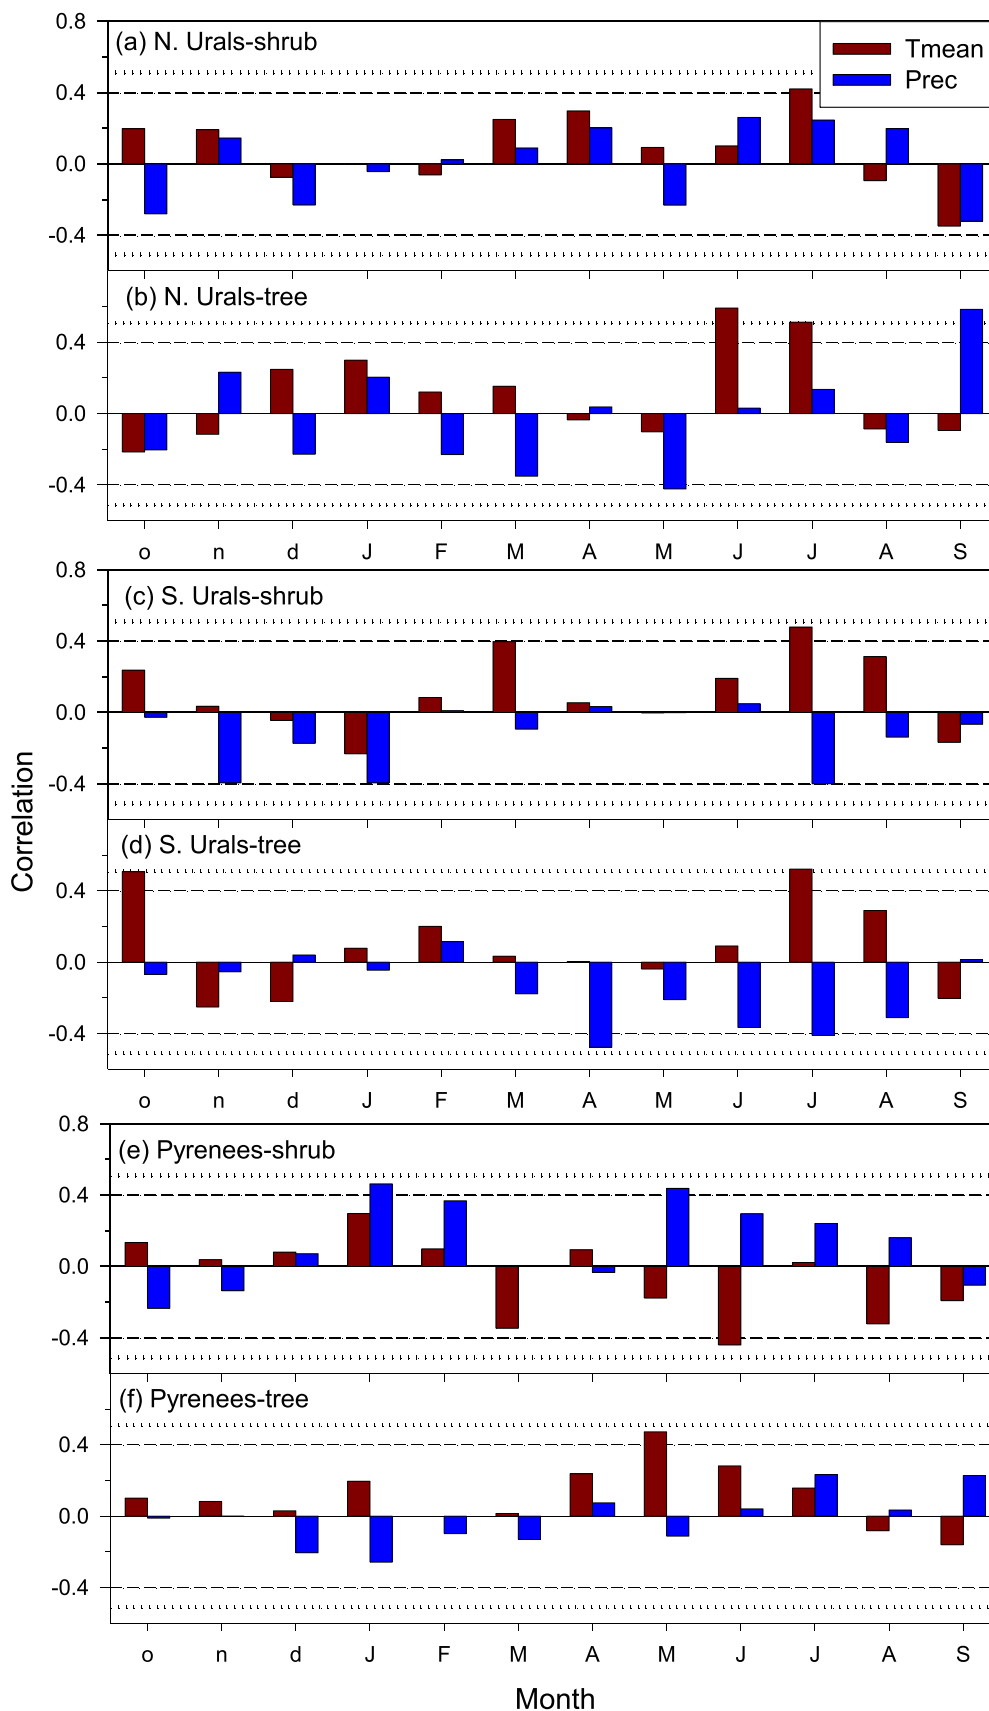 0.8
(a) N. Urals-shrub
Tmean
Prec
0.4
0.0
-0.4
(b) N. Urals-tree
0.4
0.0
-0.4
o n d J F M A M J J A S
0.8
(c) S. Urals-shrub
0.4
0.0
-0.4
(d) S. Urals-tree
0.4
0.0
-0.4
o n d J F M A M J J A S
Correlation
0.8
(e) Pyrenees-shrub
0.4
0.0
-0.4
(f) Pyrenees-tree
0.4
0.0
-0.4
o n d J F M A M J J A S
Month